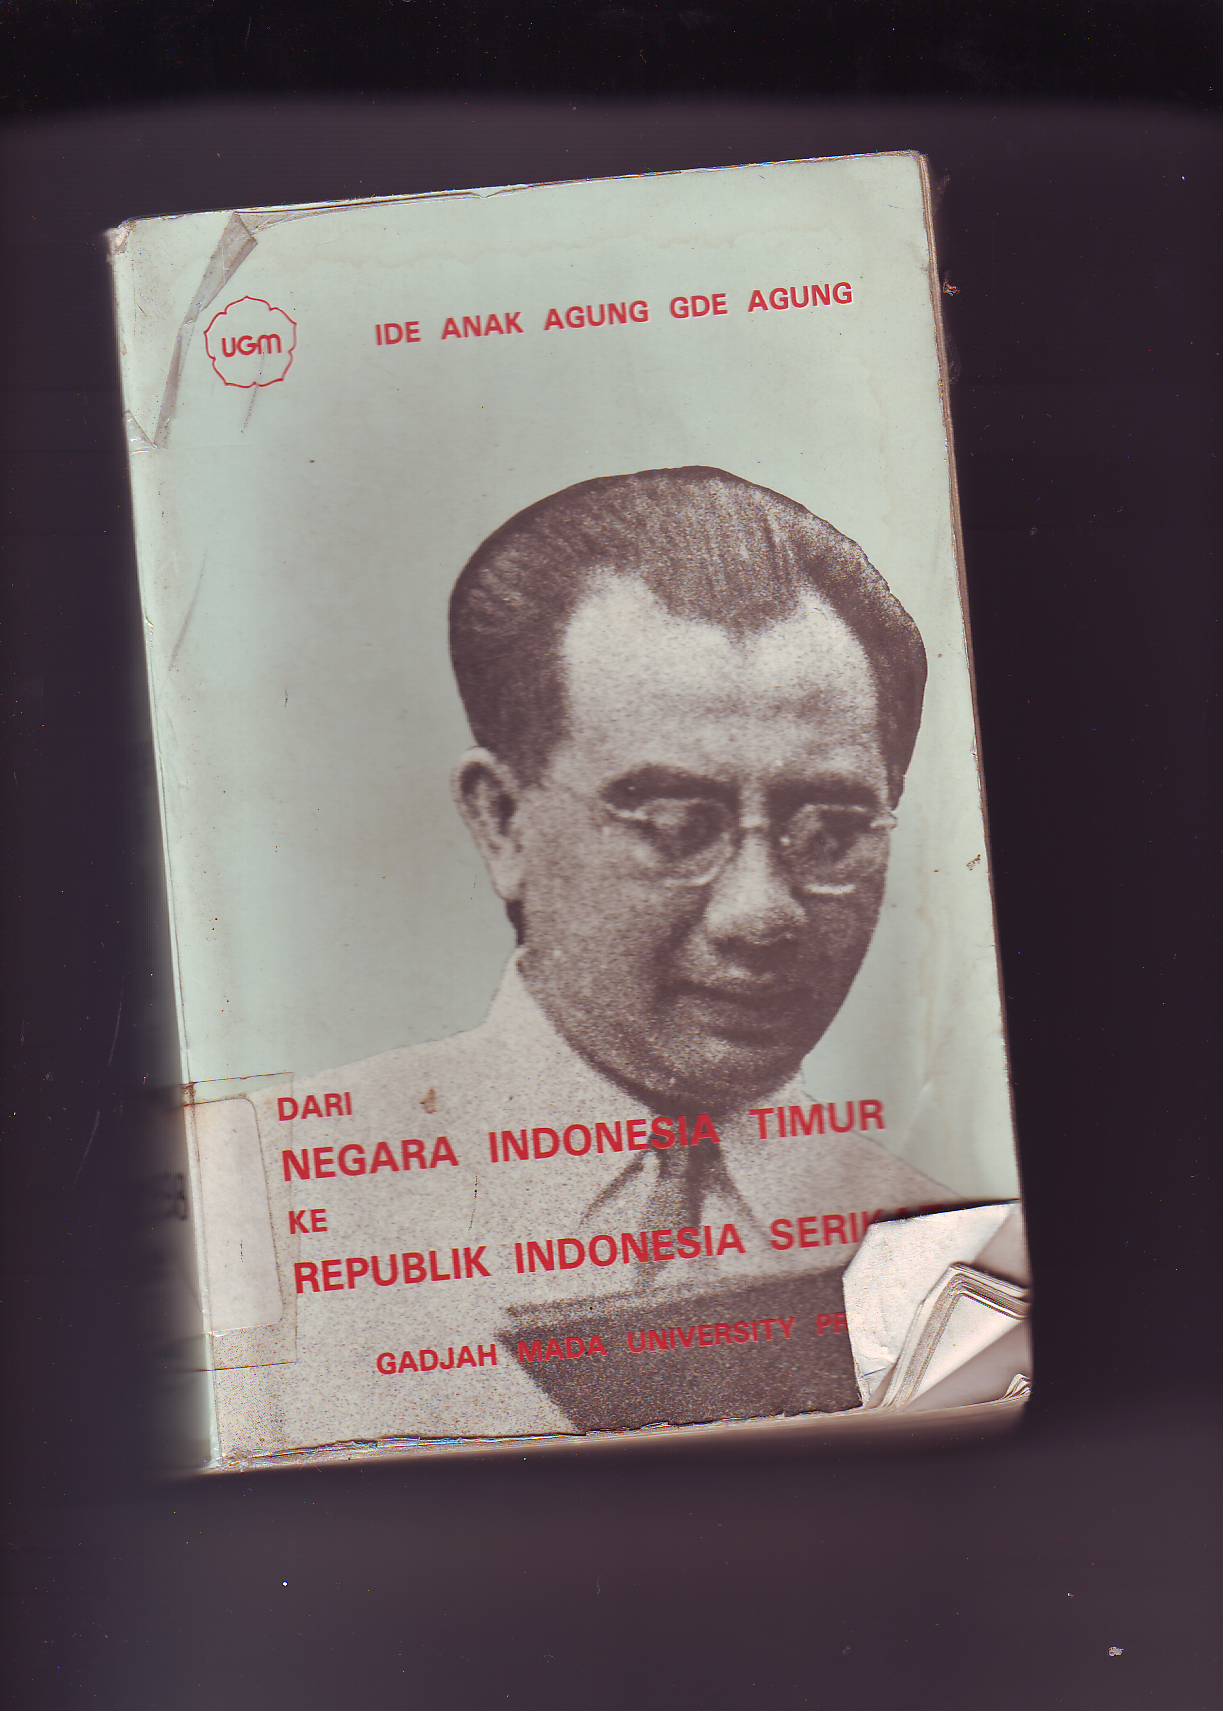 UGM
IDE ANAK AGUNG GDE AGUNG
DARI
NEGARA INDONESIA TIMUR
KE
REPUBLIK INDONESIA
GADJAH MADA UNIVERSITY